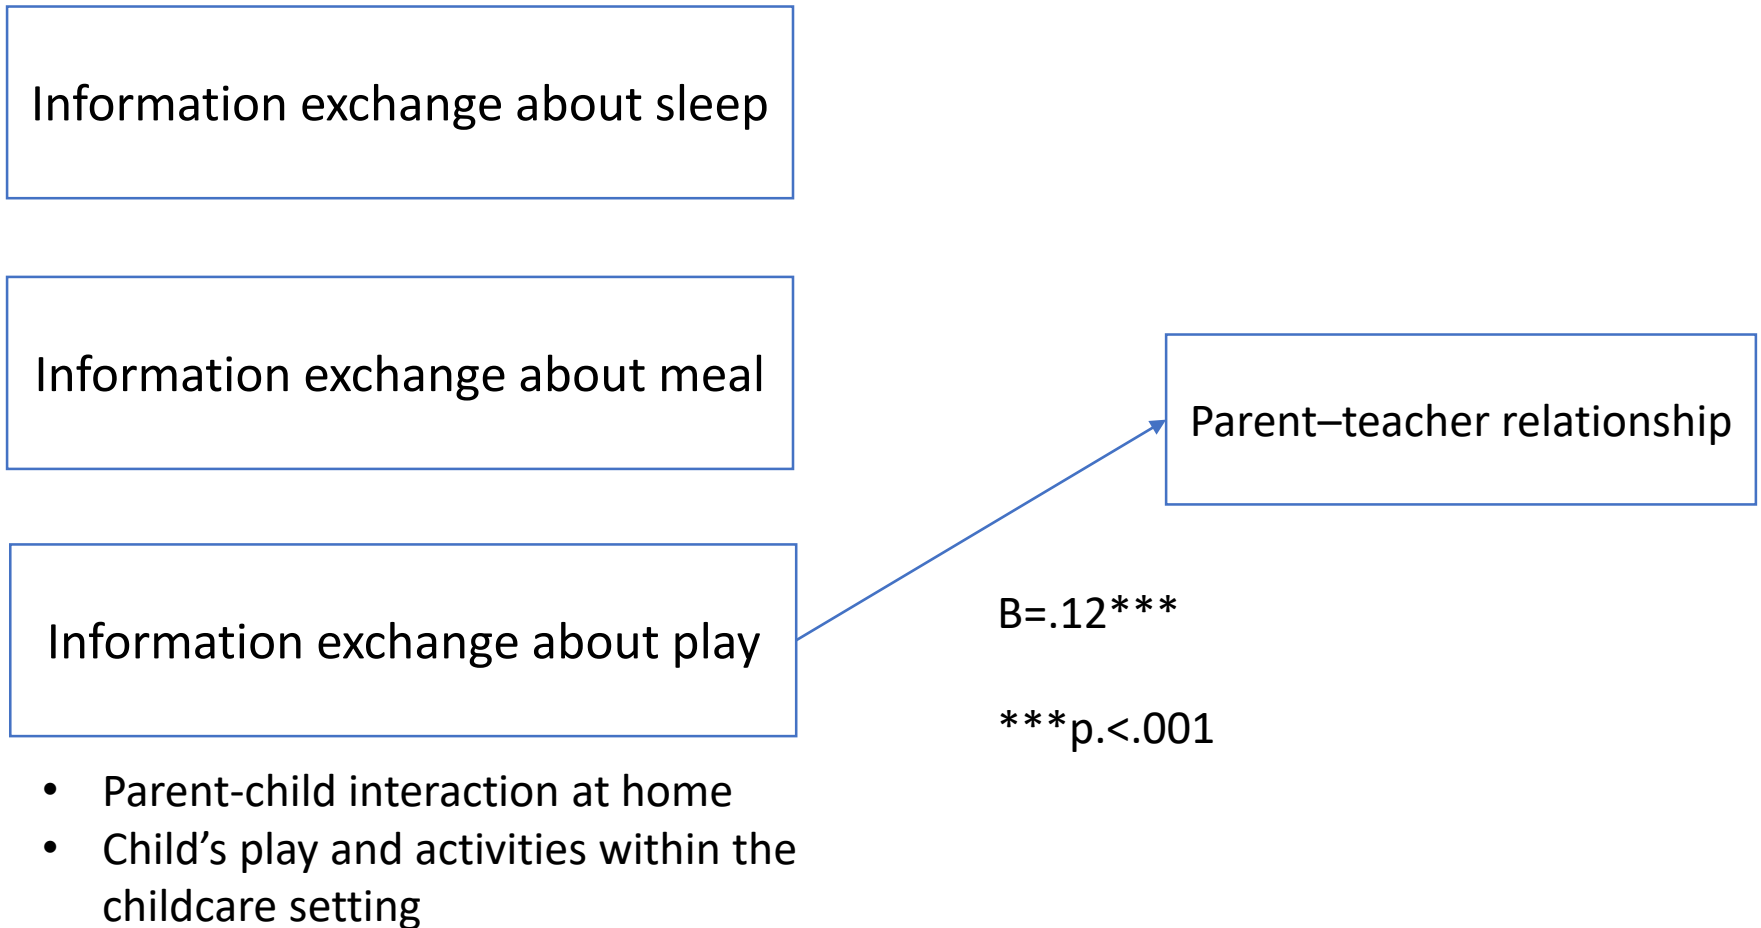 Information exchange about sleep
Information exchange about meal
Parent–teacher relationship
B=.12***
Information exchange about play
***p.<.001
• Parent-child interaction at home
• Child’s play and activities within the
childcare setting